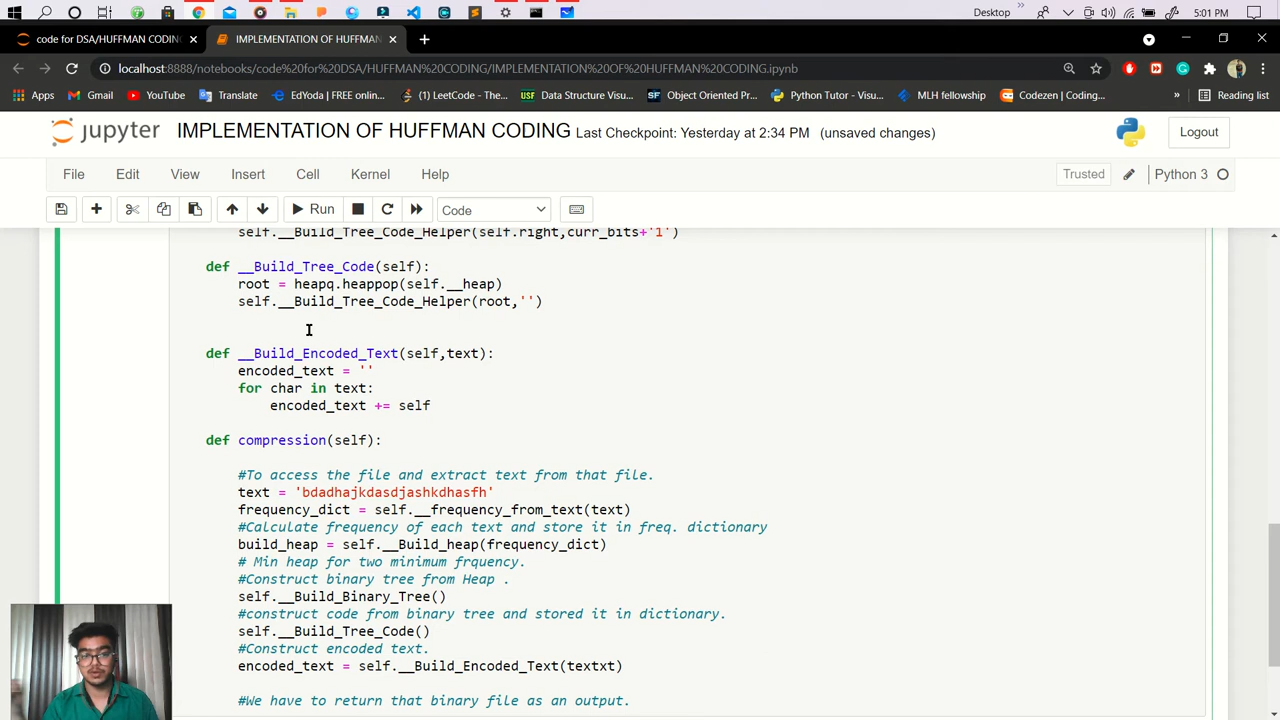 Desktop
5:01 PM
code for DSA/HUFFMAN CODING
IMPLEMENTATION OF HUFFMAN
localhost:8888/notebooks/code%20for%20DSA/HUFFMAN%20CODING/IMPLEMENTATION%20OF%20HUFFMAN%20CODING.ipynb
Apps Gmail YouTube Translate EdYoda | FREE onlin... (1) LeetCode - The... Data Structure Visu... Object Oriented Pr... Python Tutor - Visu... MLH fellowship Codezen | Coding... » Reading list
jupyter IMPLEMENTATION OF HUFFMAN CODING Last Checkpoint: Yesterday at 2:34 PM (unsaved changes) Logout
File Edit View Insert Cell Kernel Help Trusted Python 3
Run Code
self.__Build_Tree_Code_Helper(self.right,curr_bits+'1')
def __Build_Tree_Code(self):
root = heapq.heappop(self.__heap)
self.__Build_Tree_Code_Helper(root,'')
def __Build_Encoded_Text(self,text):
encoded_text = ''
for char in text:
encoded_text += self
def compression(self):
#To access the file and extract text from that file.
text = 'bdadhajkdasdjashkdhasfh'
frequency_dict = self.__frequency_from_text(text)
#Calculate frequency of each text and store it in freq. dictionary
build_heap = self.__Build_heap(frequency_dict)
# Min heap for two minimum frquency.
#Construct binary tree from Heap .
self.__Build_Binary_Tree()
#construct code from binary tree and stored it in dictionary.
self.__Build_Tree_Code()
#Construct encoded text.
encoded_text = self.__Build_Encoded_Text(textxt)
#We have to return that binary file as an output.